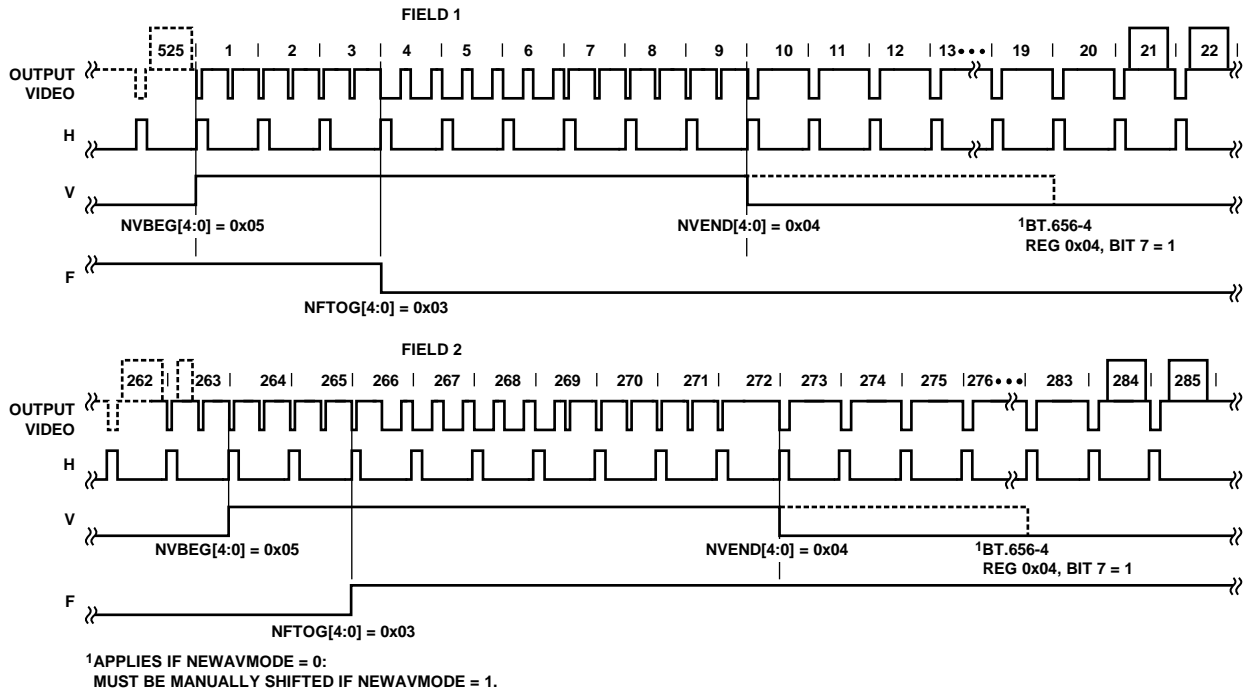 FIELD 1
525 1 2 3 4 5 6 7 8 9 10 11 12 13 ••• 19 20 21 22
OUTPUT
VIDEO
H
V
NVBEG[4:0] = 0x05 NVEND[4:0] = 0x04 1BT.656-4
REG 0x04, BIT 7 = 1
F
NFTOG[4:0] = 0x03
FIELD 2
262 263 264 265 266 267 268 269 270 271 272 273 274 275 276 ••• 283 284 285
OUTPUT
VIDEO
H
V
NVBEG[4:0] = 0x05 NVEND[4:0] = 0x04 1BT.656-4
REG 0x04, BIT 7 = 1
F
NFTOG[4:0] = 0x03
1APPLIES IF NEWAVMODE = 0:
MUST BE MANUALLY SHIFTED IF NEWAVMODE = 1.